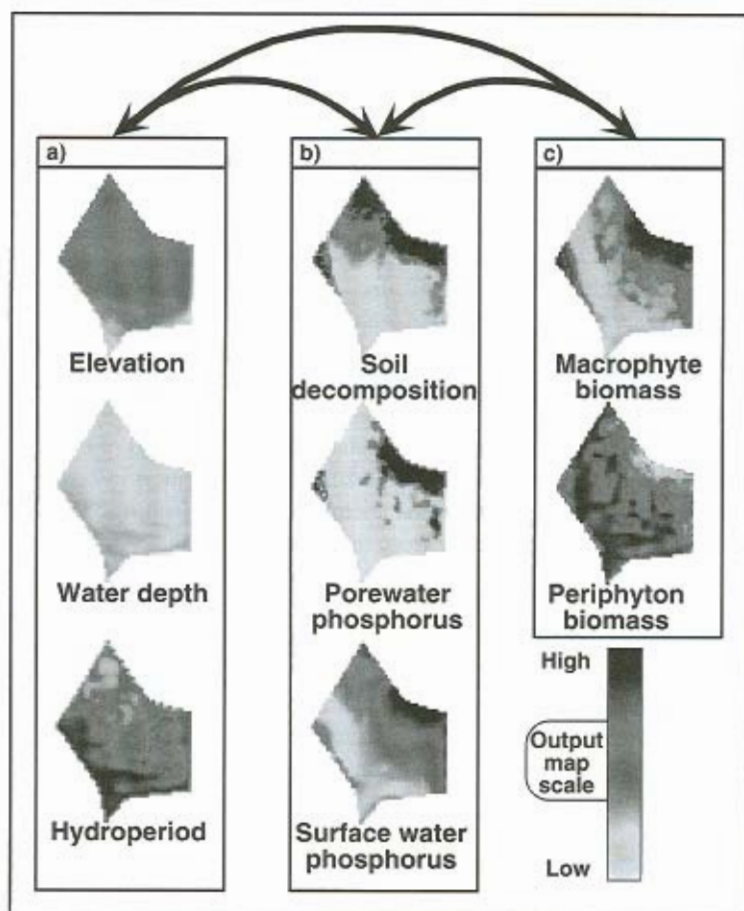 a)
Elevation
Water depth
Hydroperiod
b)
Soil
decomposition
Porewater
phosphorus
Surface water
phosphorus
c)
Macrophyte
biomass
Periphyton
biomass
High
Output
map
scale
Low